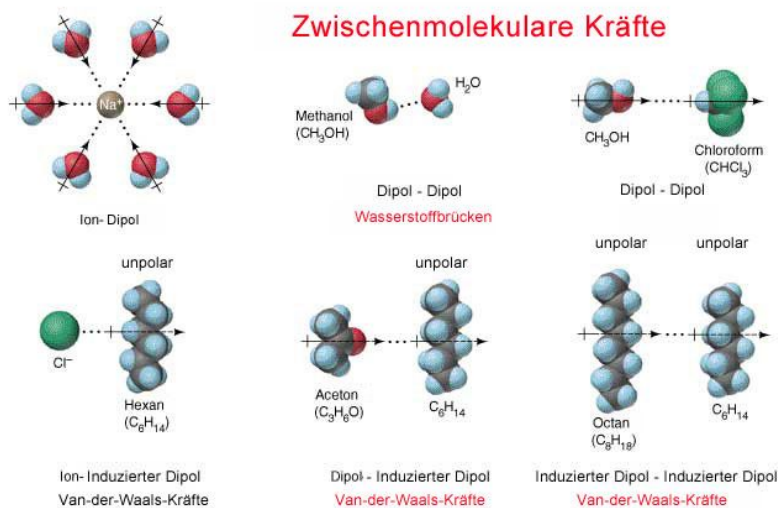 Zwischenmolekulare Kräfte
Na⁺
Ion- Dipol
Methanol
(CH₃OH)
H₂O
Dipol - Dipol
Wasserstoffbrücken
CH₃OH
Chloroform
(CHCl₃)
Dipol - Dipol
unpolar
Cl⁻
Hexan
(C₆H₁₄)
Ion- Induzierter Dipol
Van-der-Waals-Kräfte
unpolar
Aceton
(C₃H₆O)
C₆H₁₄
Dipol - Induzierter Dipol
Van-der-Waals-Kräfte
unpolar
unpolar
Octan
(C₈H₁₈)
C₆H₁₄
Induzierter Dipol - Induzierter Dipol
Van-der-Waals-Kräfte